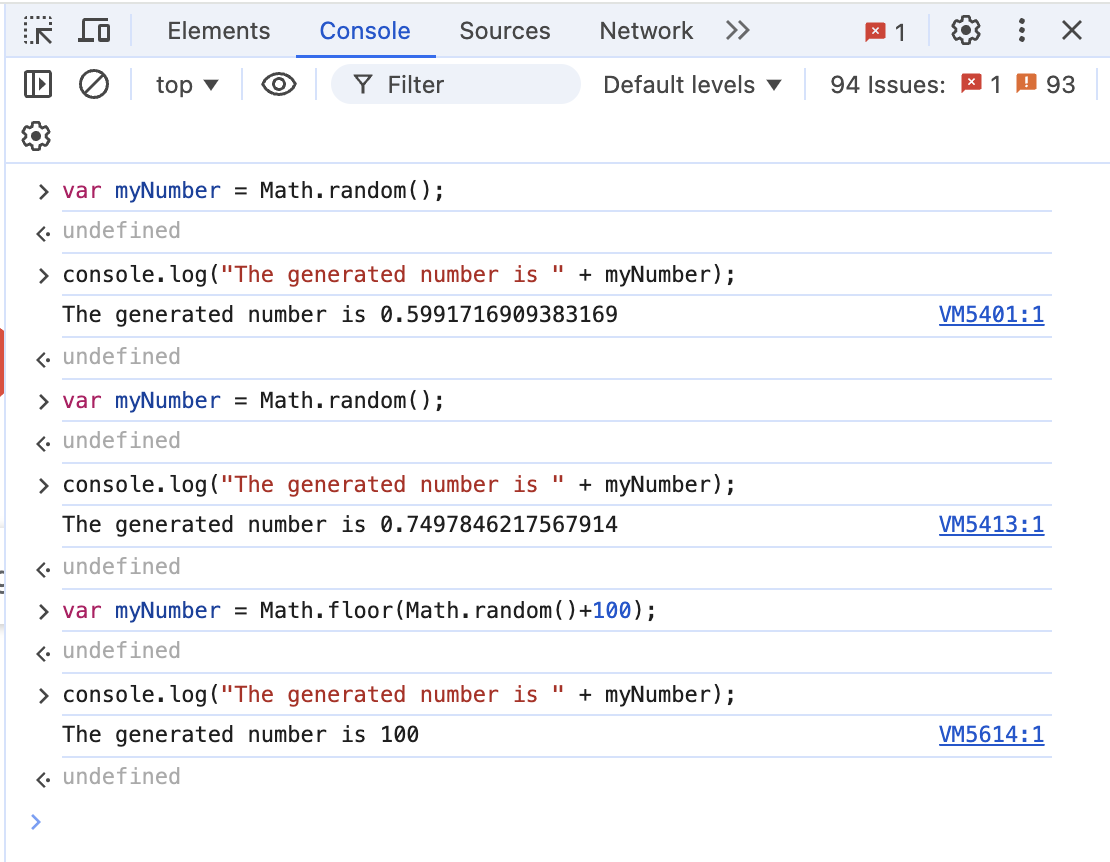 Elements Console Sources Network 1
top Filter Default levels 94 Issues: 1 93
var myNumber = Math.random();
undefined
console.log("The generated number is " + myNumber);
The generated number is 0.5991716909383169 VM5401:1
undefined
var myNumber = Math.random();
undefined
console.log("The generated number is " + myNumber);
The generated number is 0.7497846217567914 VM5413:1
undefined
var myNumber = Math.floor(Math.random()+100);
undefined
console.log("The generated number is " + myNumber);
The generated number is 100 VM5614:1
undefined